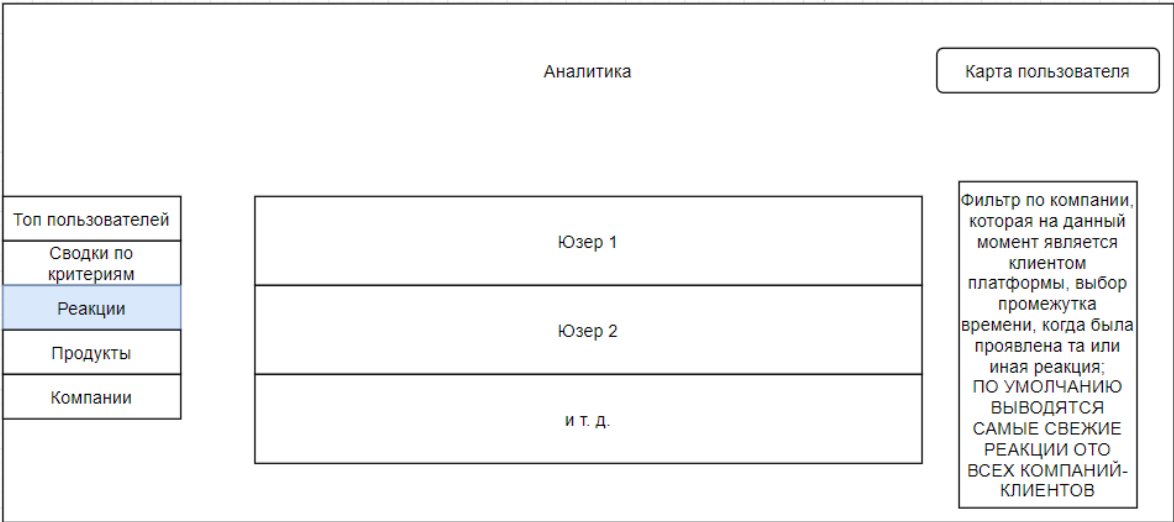 Аналитика
Карта пользователя
Топ пользователей
Сводки по
критериям
Реакции
Продукты
Компании
Юзер 1
Юзер 2
и т. д.
Фильтр по компании,
которая на данный
момент является
клиентом
платформы, выбор
промежутка
времени, когда была
проявлена та или
иная реакция;
ПО УМОЛЧАНИЮ
ВЫВОДЯТСЯ
САМЫЕ СВЕЖИЕ
РЕАКЦИИ ОТО
ВСЕХ КОМПАНИЙ-
КЛИЕНТОВ